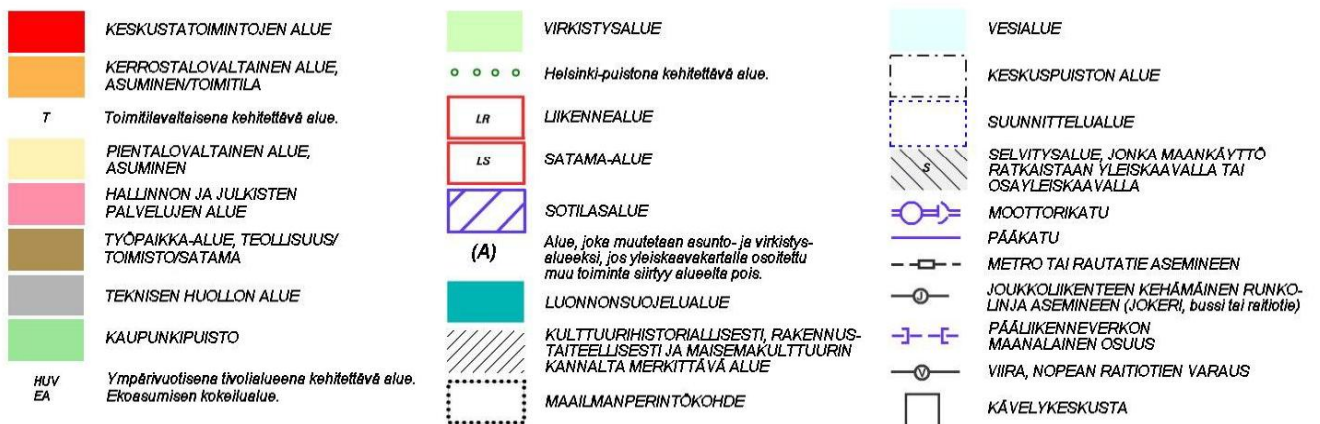 KESKUSTATOIMINTOJEN ALUE
KERROSTALOVALTAINEN ALUE,
ASUMINEN/TOIMITILA
T
Toimitilavaltaisena kehitettävä alue.
PIENTALOVALTAINEN ALUE,
ASUMINEN
HALLINNON JA JULKISTEN
PALVELUJEN ALUE
TYÖPAIKKA-ALUE, TEOLLISUUS/
TOIMISTO/SATAMA
TEKNISEN HUOLLON ALUE
KAUPUNKIPUISTO
HUV
Ympärivuotisena tivolialueena kehitettävä alue.
EA
Ekoasumisen kokeilualue.
VIRKISTYSALUE
Helsinki-puistona kehitettävä alue.
LR
LIIKENNEALUE
LS
SATAMA-ALUE
SOTILASALUE
(A)
Alue, joka muutetaan asunto- ja virkistys-
alueeksi, jos yleiskaavakartalla osoitettu
muu toiminta siirtyy alueelta pois.
LUONNONSUOJELUALUE
KULTTUURIHISTORIALLISESTI, RAKENNUS-
TAITEELLISESTI JA MAISEMAKULTTUURIN
KANNALTA MERKITTÄVÄ ALUE
MAAILMANPERINTÖKOHDE
VESIALUE
KESKUSPUISTON ALUE
SUUNNITTELUALUE
S
SELVITYSALUE, JONKA MAANKÄYTTÖ
RATKAISTAAN YLEISKAAVALLA TAI
OSAYLEISKAAVALLA
MOOTTORIKATU
PÄÄKATU
METRO TAI RAUTATIE ASEMINEEN
J
JOUKKOLIIKENTEEN KEHÄMÄINEN RUNKO-
LINJA ASEMINEEN (JOKERI, bussi tai raitiotie)
PÄÄLIIKENNEVERKON
MAANALAINEN OSUUS
V
VIIRA, NOPEAN RAITIOTIEN VARAUS
KÄVELYKESKUSTA